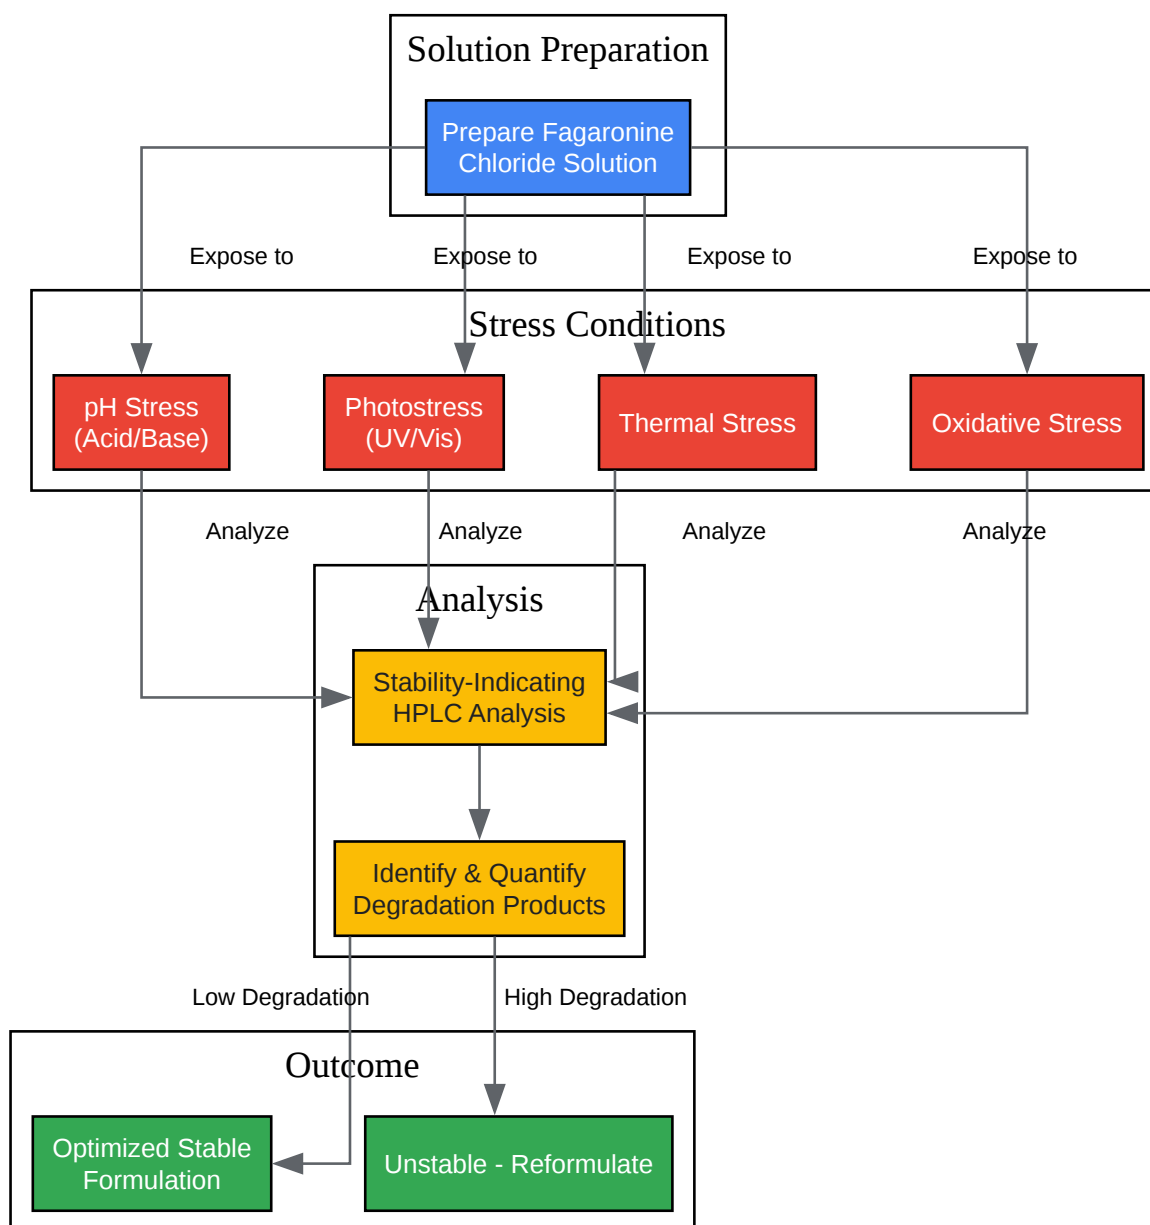 Solution Preparation
Prepare Fagaronine
Chloride Solution
Expose to
Expose to
Expose to
Expose to
Stress Conditions
pH Stress
(Acid/Base)
Photostress
(UV/Vis)
Thermal Stress
Oxidative Stress
Analyze
Analyze
Analyze
Analyze
Analysis
Stability-Indicating
HPLC Analysis
Identify & Quantify
Degradation Products
Low Degradation
High Degradation
Outcome
Optimized Stable
Formulation
Unstable - Reformulate